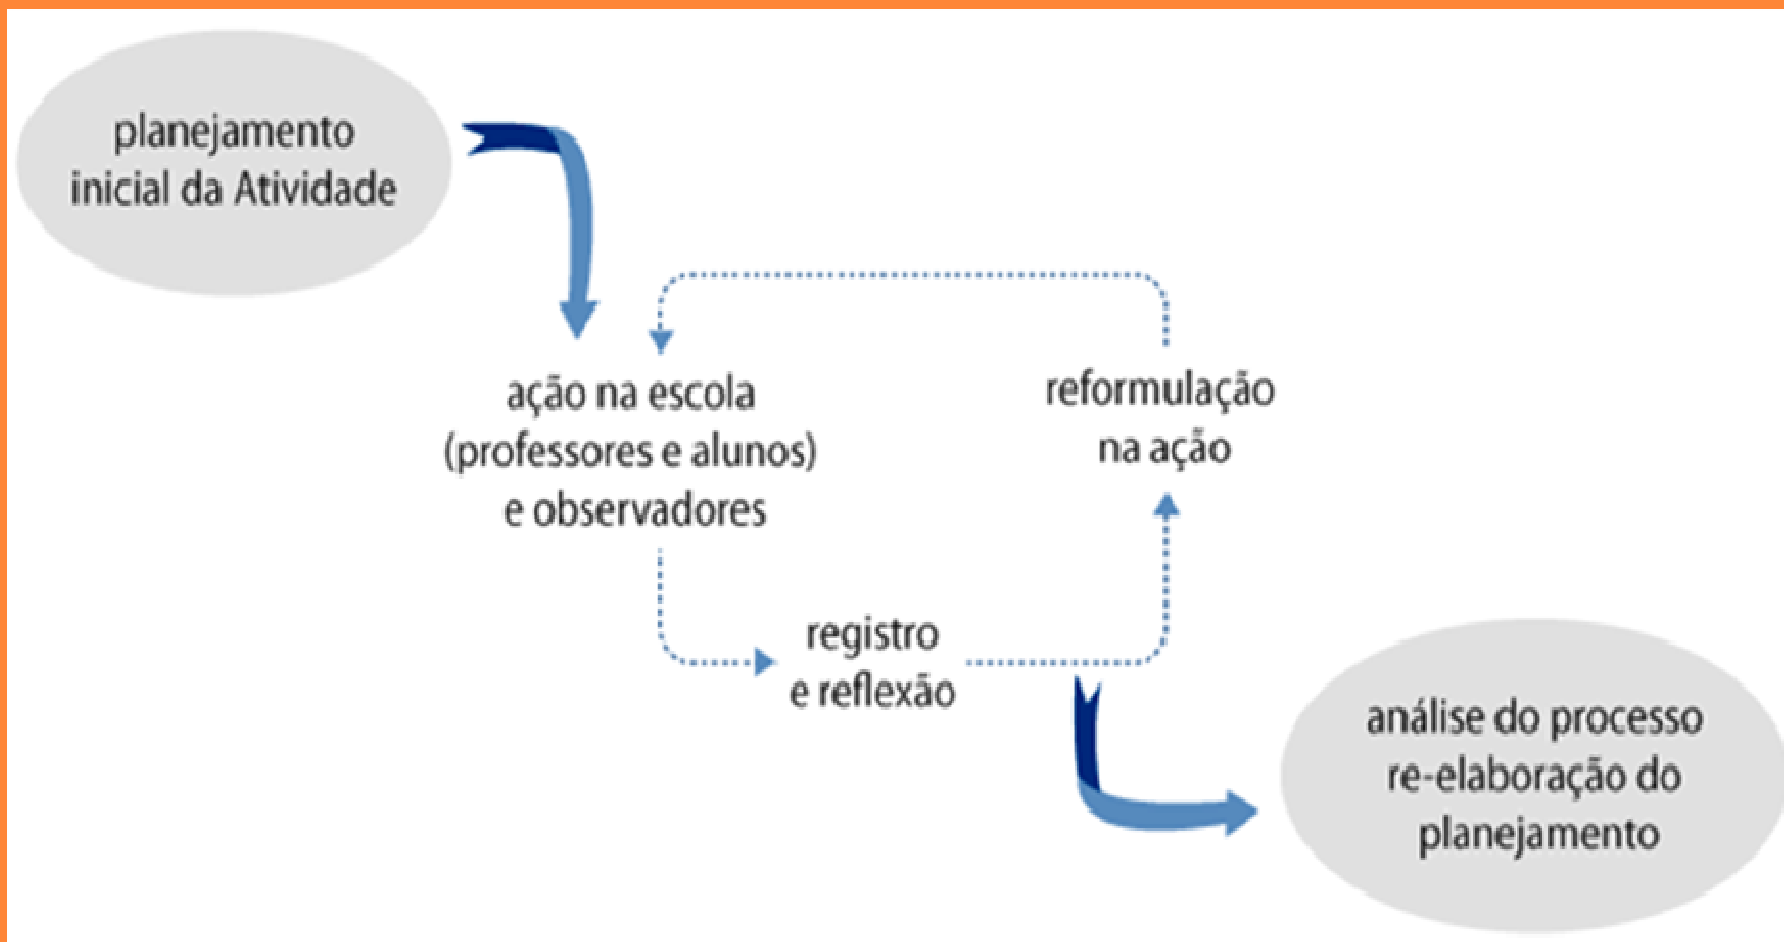 planejamento
inicial da Atividade
ação na escola
(professores e alunos)
e observadores
reformulação
na ação
registro
e reflexão
análise do processo
re-elaboração do
planejamento